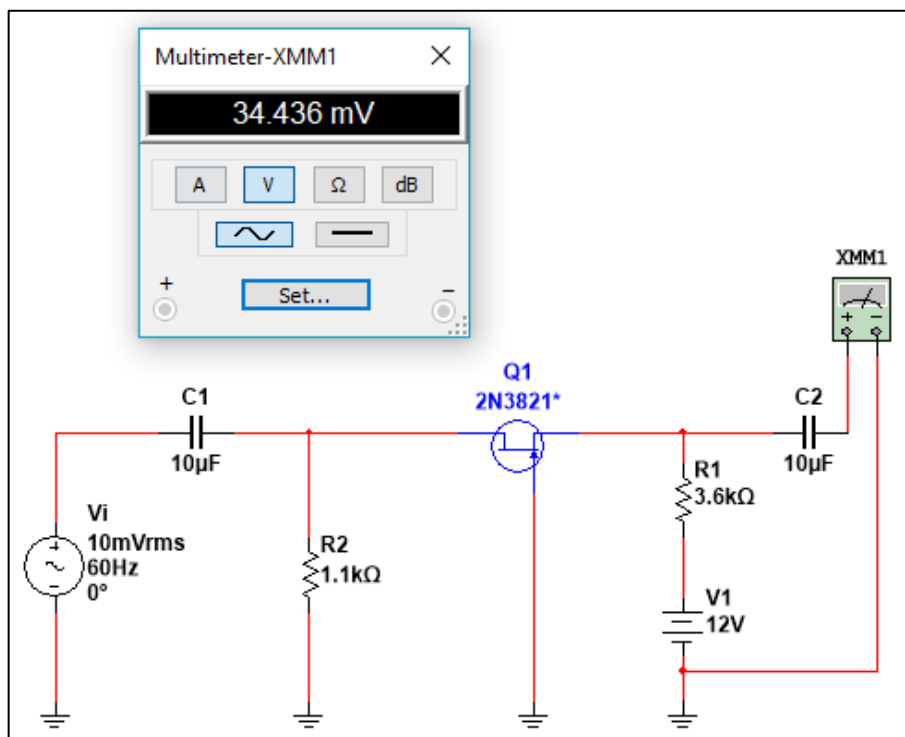 Multimeter-XMM1
34.436 mV
A V Ω dB
+ −
Set...
XMM1
+ −
Q1
2N3821*
C1
10µF
C2
10µF
R1
3.6kΩ
Vi
10mVrms
60Hz
0°
R2
1.1kΩ
V1
12V